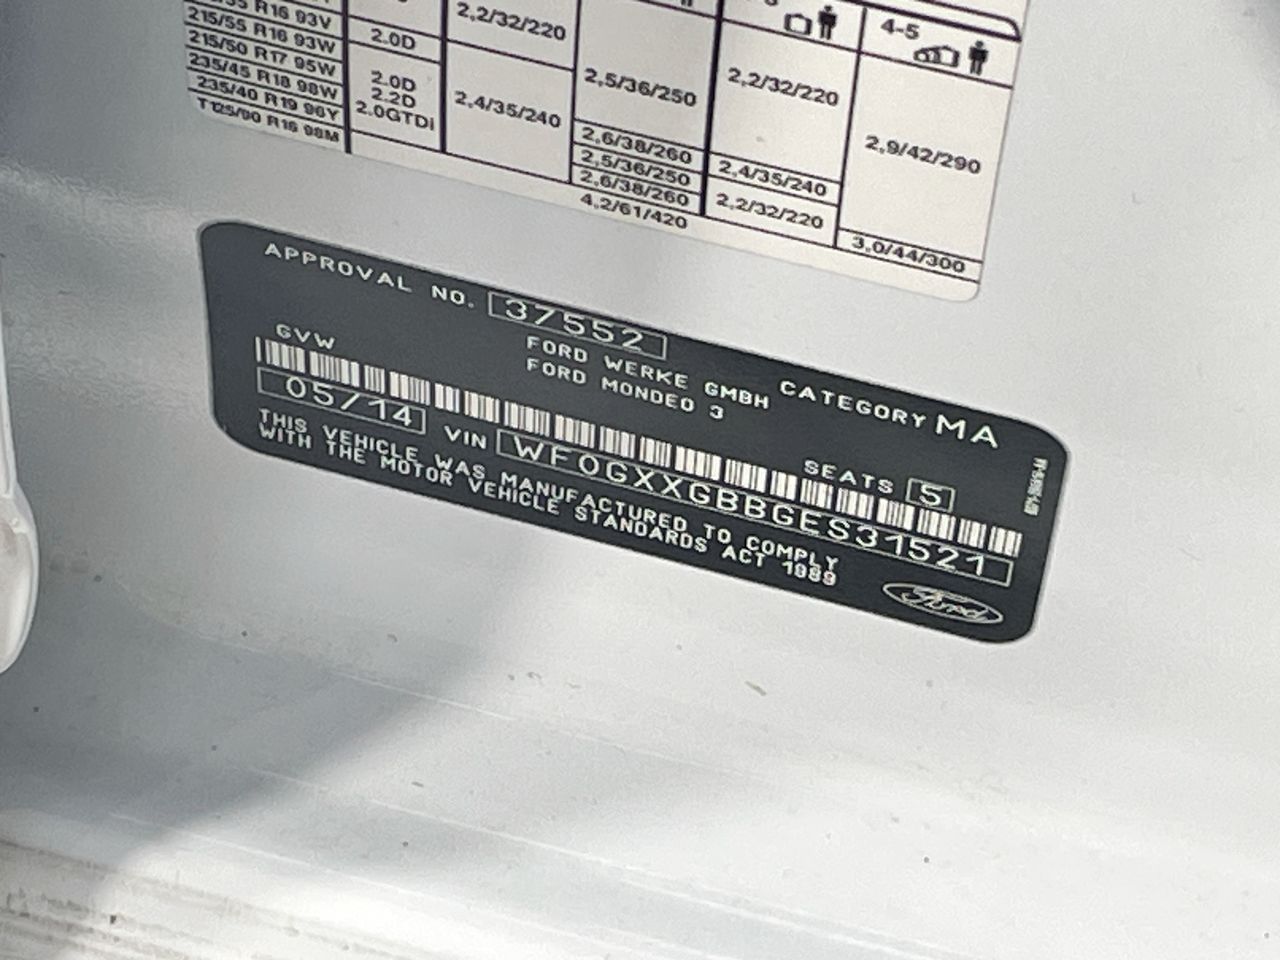 R16 93V
215/55 R16 93W
215/50 R17 95W
235/45 R18 98W
235/40 R19 96Y
T125/90 R16 98M
2.0D
2.0D
2.2D
2.0GTDi
2,2/32/220
2,4/35/240
2,5/36/250
2,6/38/260
2,5/36/250
2,6/38/260
4,2/61/420
2,2/32/220
2,4/35/240
2,2/32/220
4-5
2,9/42/290
3,0/44/300
APPROVAL NO. 37552
FORD WERKE GMBH CATEGORY MA
GVW FORD MONDEO 3
SEATS 5
05/14 VIN WF0GXXGBBGES31521
THIS VEHICLE WAS MANUFACTURED TO COMPLY
WITH THE MOTOR VEHICLE STANDARDS ACT 1989
Ford